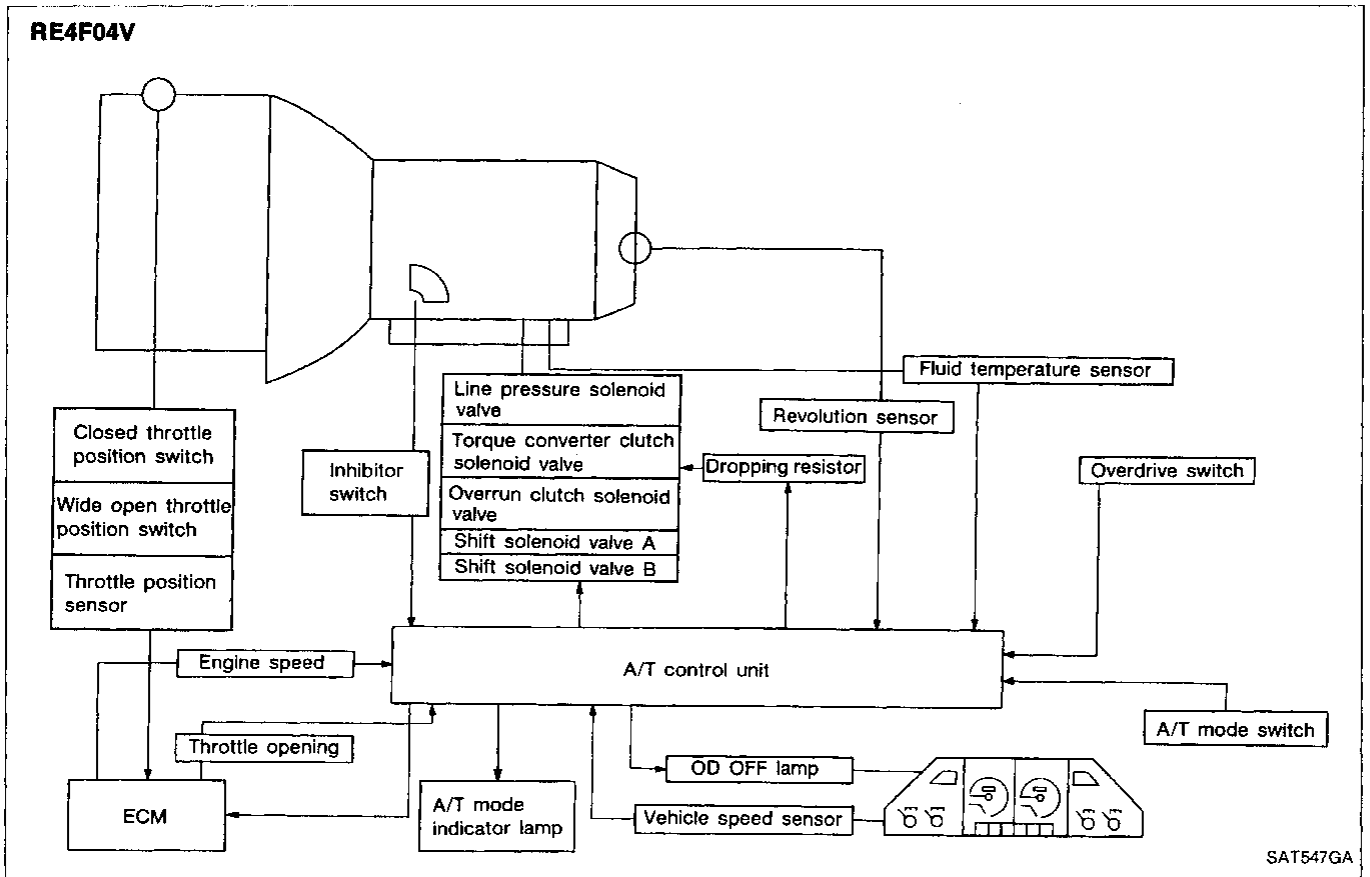 RE4F04V
Fluid temperature sensor
Line pressure solenoid
valve
Torque converter clutch
solenoid valve
Overrun clutch solenoid
valve
Shift solenoid valve A
Shift solenoid valve B
Revolution sensor
Closed throttle
position switch
Wide open throttle
position switch
Throttle position
sensor
Inhibitor
switch
Dropping resistor
Overdrive switch
Engine speed
A/T control unit
Throttle opening
A/T mode switch
ECM
A/T mode
indicator lamp
OD OFF lamp
Vehicle speed sensor
SAT547GA